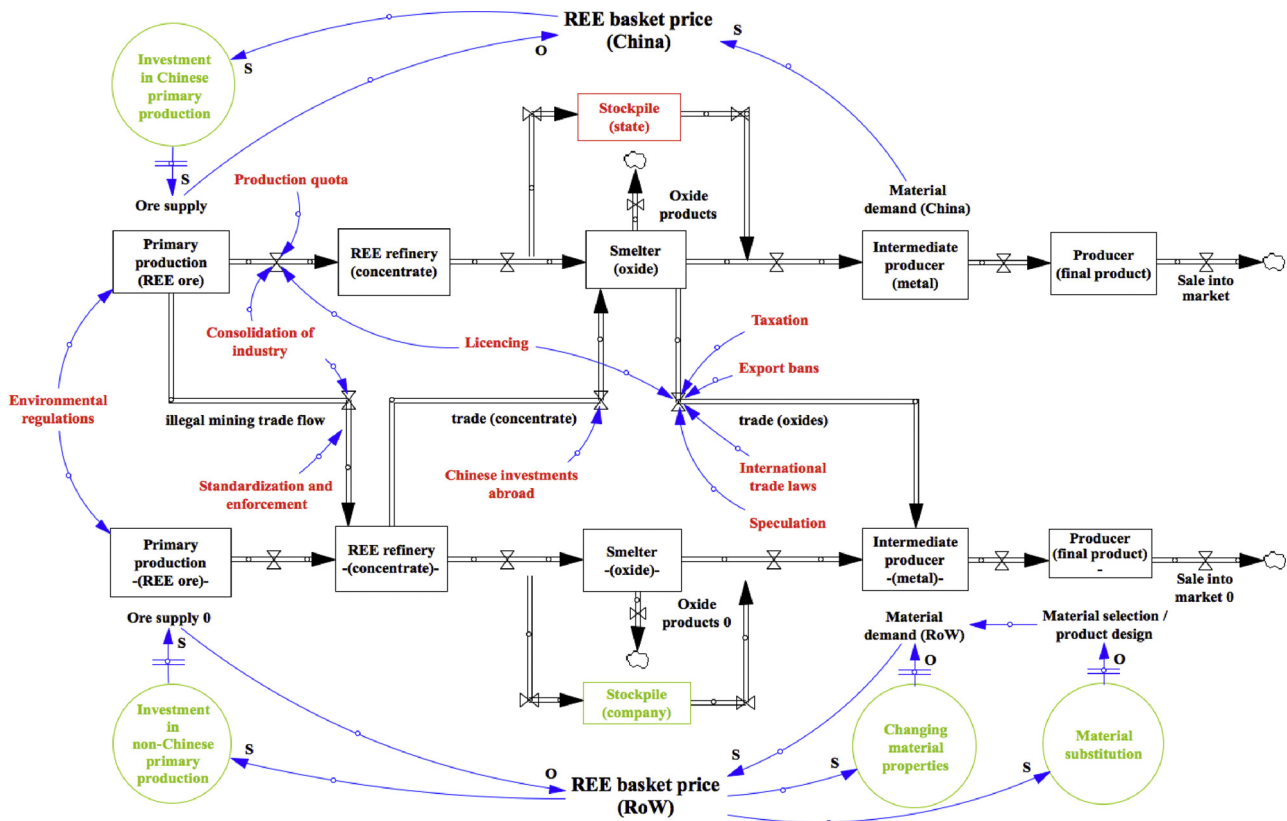 REE basket price
(China)
S
O
S
S
Investment
in Chinese
primary
production
Stockpile
(state)
S
Ore supply
Production quota
Oxide
products
Material
demand (China)
Primary
production
(REE ore)
REE refinery
(concentrate)
Smelter
(oxide)
Intermediate
producer
(metal)
Producer
(final product)
Sale into
market
Consolidation of
industry
Licencing
Taxation
Export bans
Environmental
regulations
illegal mining trade flow
trade (concentrate)
trade (oxides)
Standardization and
enforcement
Chinese investments
abroad
International
trade laws
Speculation
Primary
production
-(REE ore)-
REE refinery
-(concentrate)-
Smelter
-(oxide)-
Intermediate
producer
-(metal)-
Producer
(final product)
-
Sale into
market 0
Ore supply 0
Oxide
products 0
Material
demand (RoW)
Material selection /
product design
S
O
O
Investment
in
non-Chinese
primary
production
Stockpile
(company)
Changing
material
properties
Material
substitution
S
O
S
S
S
REE basket price
(RoW)